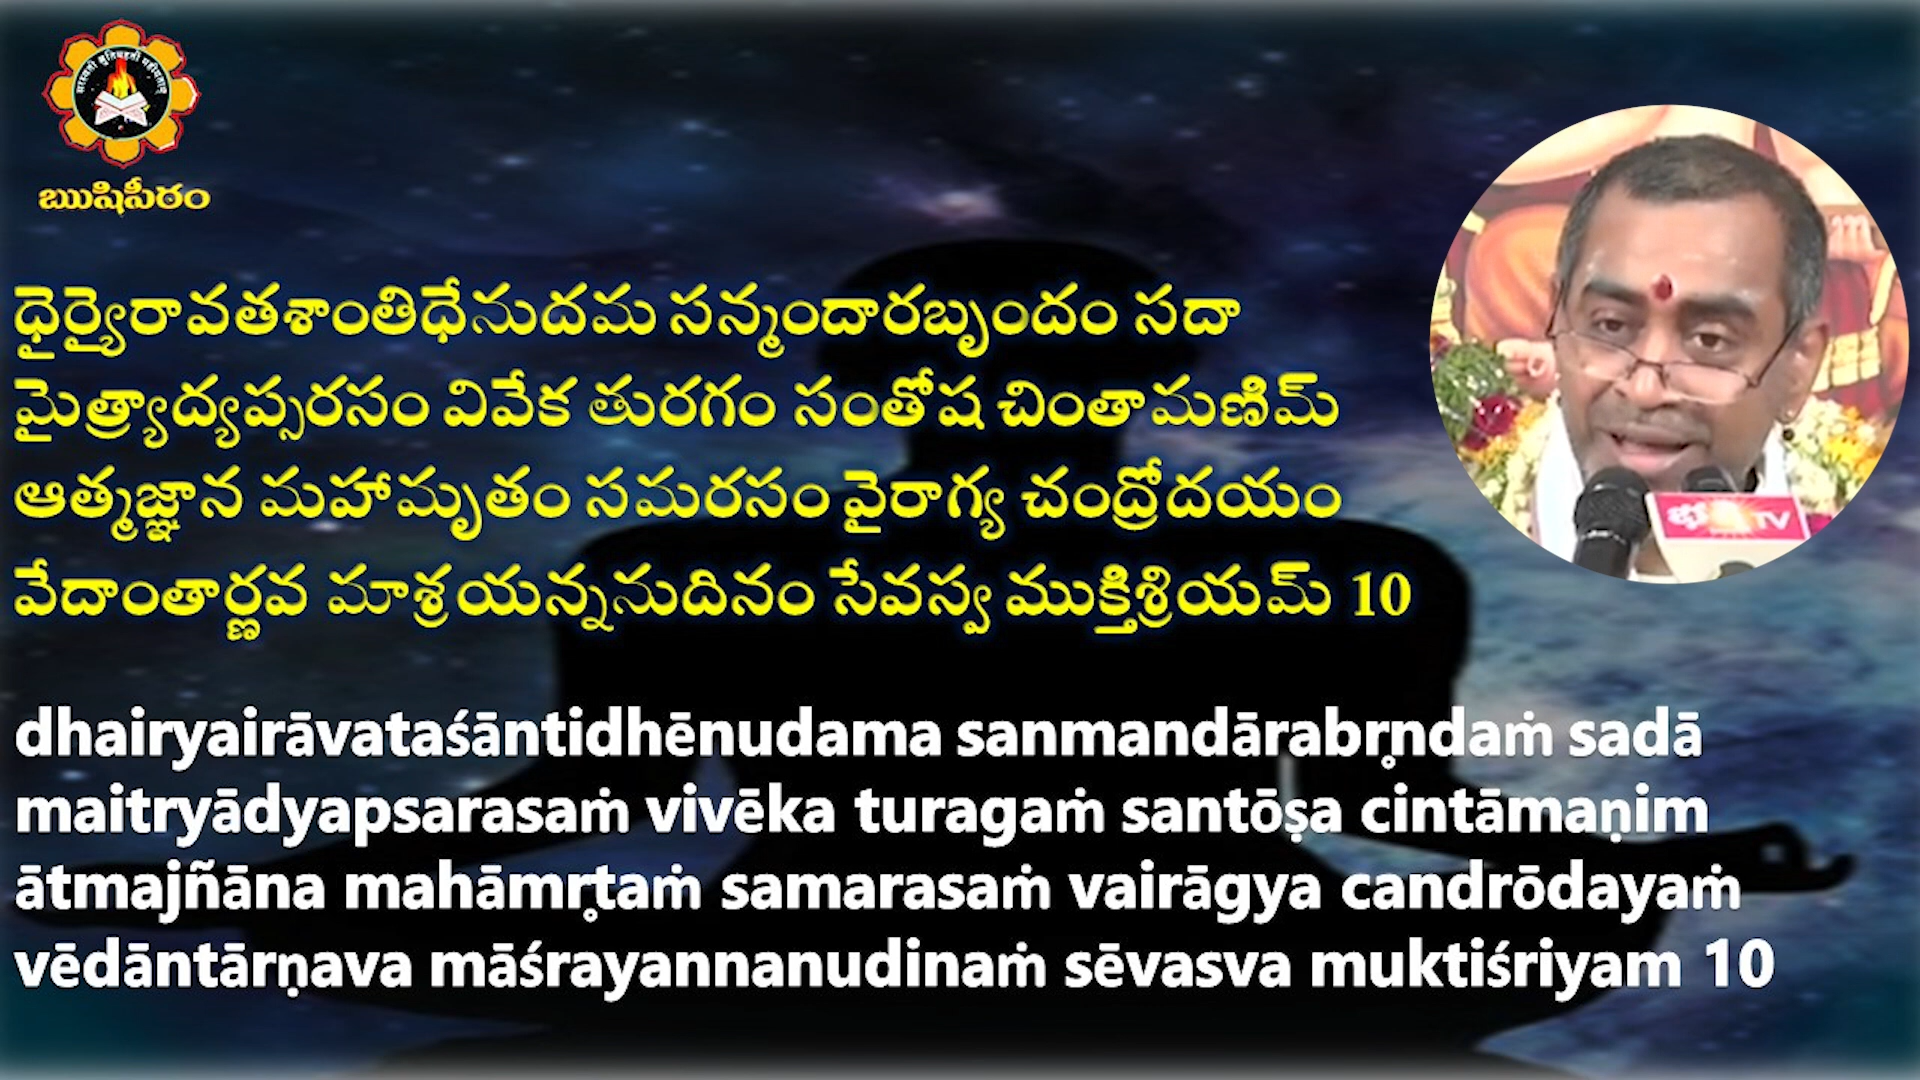 ఋషిపీఠం
ధైర్యైరావతశాంతిధేనుదమ సన్మందారబృందం సదా
మైత్ర్యాద్యప్సరసం వివేక తురగం సంతోష చింతామణిమ్
ఆత్మజ్ఞాన మహామృతం సమరసం వైరాగ్య చంద్రోదయం
వేదాంతార్ణవ మాశ్రయన్ననుదినం సేవస్వ ముక్తిశ్రియమ్ 10
dhairyairāvataśāntidhēnudama sanmandārabr̥ndaṁ sadā
maitryādyapsarasaṁ vivēka turagaṁ santōṣa cintāmaṇim
ātmajñāna mahāmr̥taṁ samarasaṁ vairāgya candrōdayaṁ
vēdāntārṇava māśrayannanudinaṁ sēvasva muktiśriyam 10
TV